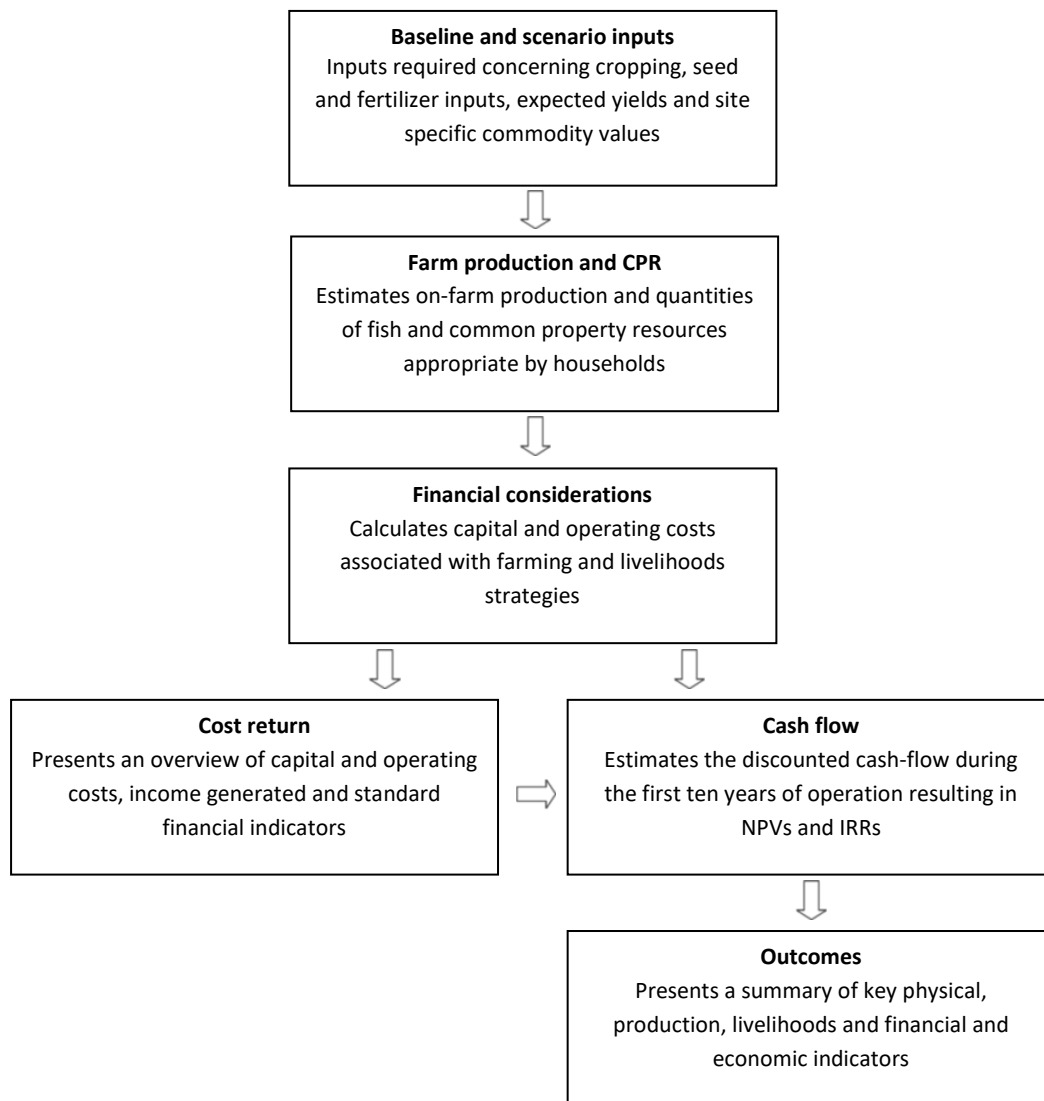 Baseline and scenario inputs
Inputs required concerning cropping, seed
and fertilizer inputs, expected yields and site
specific commodity values
Farm production and CPR
Estimates on-farm production and quantities
of fish and common property resources
appropriate by households
Financial considerations
Calculates capital and operating costs
associated with farming and livelihoods
strategies
Cost return
Presents an overview of capital and operating
costs, income generated and standard
financial indicators
Cash flow
Estimates the discounted cash-flow during
the first ten years of operation resulting in
NPVs and IRRs
Outcomes
Presents a summary of key physical,
production, livelihoods and financial and
economic indicators